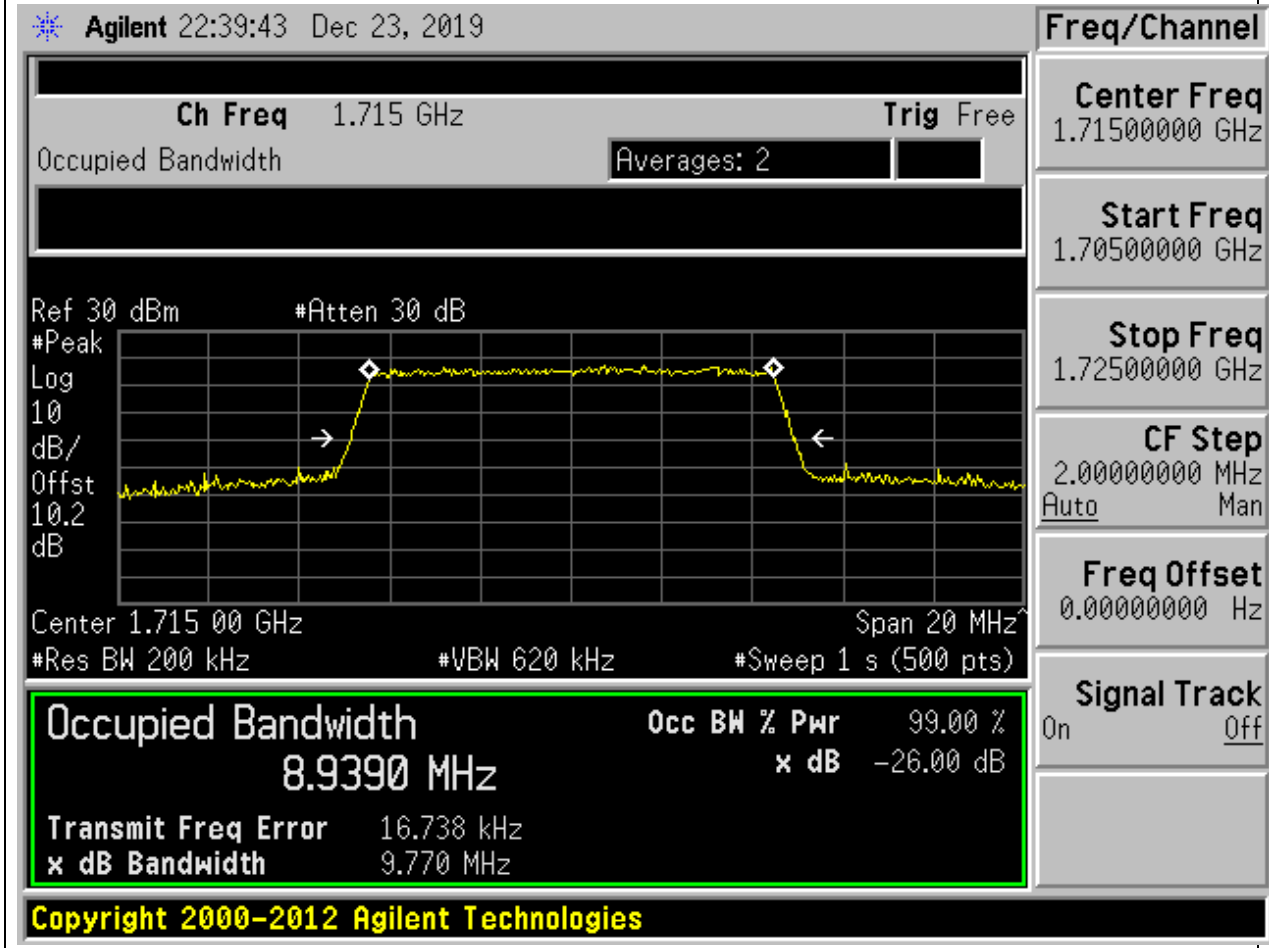 Agilent 22:39:43 Dec 23, 2019
Ch Freq 1.715 GHz Trig Free
Occupied Bandwidth Averages: 2
Ref 30 dBm #Atten 30 dB
#Peak
Log
10
dB/
Offst
10.2
dB
Center 1.715 00 GHz Span 20 MHz^
#Res BW 200 kHz #VBW 620 kHz #Sweep 1 s (500 pts)
Occupied Bandwidth Occ BW % Pwr 99.00 %
8.9390 MHz x dB -26.00 dB
Transmit Freq Error 16.738 kHz
x dB Bandwidth 9.770 MHz
Copyright 2000-2012 Agilent Technologies
Freq/Channel
Center Freq
1.71500000 GHz
Start Freq
1.70500000 GHz
Stop Freq
1.72500000 GHz
CF Step
2.00000000 MHz
Auto Man
Freq Offset
0.00000000 Hz
Signal Track
On Off